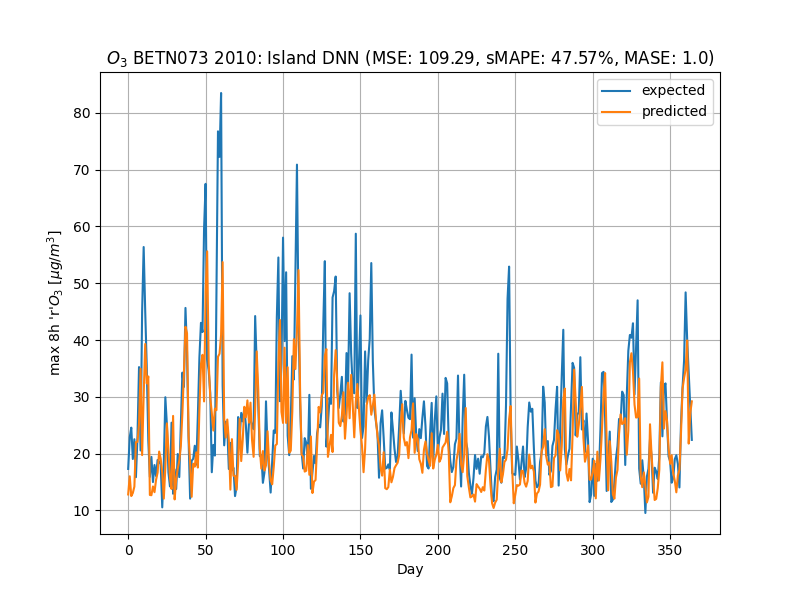 O3 BETN073 2010: Island DNN (MSE: 109.29, sMAPE: 47.57%, MASE: 1.0)
expected
predicted
max 8h 'r'O3 [μg/m3]
80
70
60
50
40
30
20
10
0 50 100 150 200 250 300 350
Day